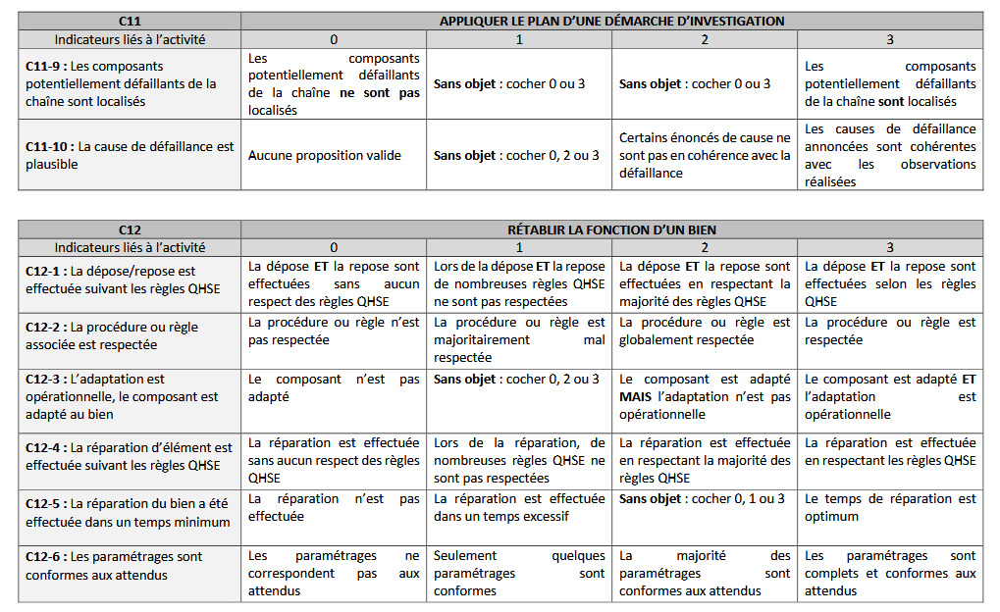 C11 APPLIQUER LE PLAN D’UNE DÉMARCHE D’INVESTIGATION
Indicateurs liés à l’activité 0 1 2 3
C11-9 : Les composants
potentiellement défaillants de la
chaîne sont localisés
Les composants
potentiellement défaillants
de la chaîne ne sont pas
localisés
Sans objet : cocher 0 ou 3
Sans objet : cocher 0 ou 3
Les composants
potentiellement défaillants
de la chaîne sont localisés
C11-10 : La cause de défaillance est
plausible
Aucune proposition valide
Sans objet : cocher 0, 2 ou 3
Certains énoncés de cause ne
sont pas en cohérence avec la
défaillance
Les causes de défaillance
annoncées sont cohérentes
avec les observations
réalisées
C12 RÉTABLIR LA FONCTION D’UN BIEN
Indicateurs liés à l’activité 0 1 2 3
C12-1 : La dépose/repose est
effectuée suivant les règles QHSE
La dépose ET la repose sont
effectuées sans aucun
respect des règles QHSE
Lors de la dépose ET la repose
de nombreuses règles QHSE
ne sont pas respectées
La dépose ET la repose sont
effectuées en respectant la
majorité des règles QHSE
La dépose ET la repose sont
effectuées selon les règles
QHSE
C12-2 : La procédure ou règle
associée est respectée
La procédure ou règle n’est
pas respectée
La procédure ou règle est
majoritairement mal
respectée
La procédure ou règle est
globalement respectée
La procédure ou règle est
respectée
C12-3 : L’adaptation est
opérationnelle, le composant est
adapté au bien
Le composant n’est pas
adapté
Sans objet : cocher 0, 2 ou 3
Le composant est adapté
MAIS l’adaptation n’est pas
opérationnelle
Le composant est adapté ET
l’adaptation est
opérationnelle
C12-4 : La réparation d’élément est
effectuée suivant les règles QHSE
La réparation est effectuée
sans aucun respect des règles
QHSE
Lors de la réparation, de
nombreuses règles QHSE ne
sont pas respectées
La réparation est effectuée
en respectant la majorité des
règles QHSE
La réparation est effectuée
en respectant les règles QHSE
C12-5 : La réparation du bien a été
effectuée dans un temps minimum
La réparation n’est pas
effectuée
La réparation est effectuée
dans un temps excessif
Sans objet : cocher 0, 1 ou 3
Le temps de réparation est
optimum
C12-6 : Les paramétrages sont
conformes aux attendus
Les paramétrages ne
correspondent pas aux
attendus
Seulement quelques
paramétrages sont
conformes
La majorité des
paramétrages sont
conformes aux attendus
Les paramétrages sont
complets et conformes aux
attendus